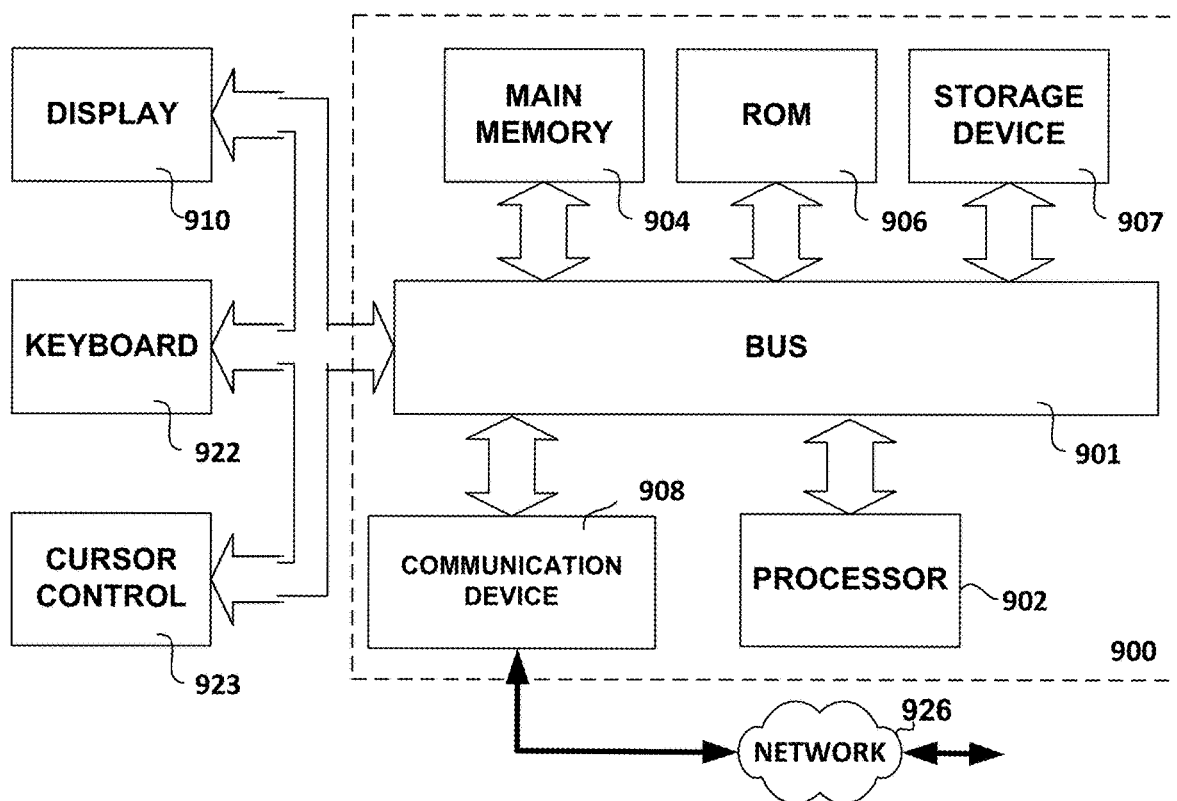 DISPLAY
910
MAIN
MEMORY
904
ROM
906
STORAGE
DEVICE
907
KEYBOARD
922
BUS
901
CURSOR
CONTROL
923
COMMUNICATION
DEVICE
908
PROCESSOR
902
900
NETWORK
926